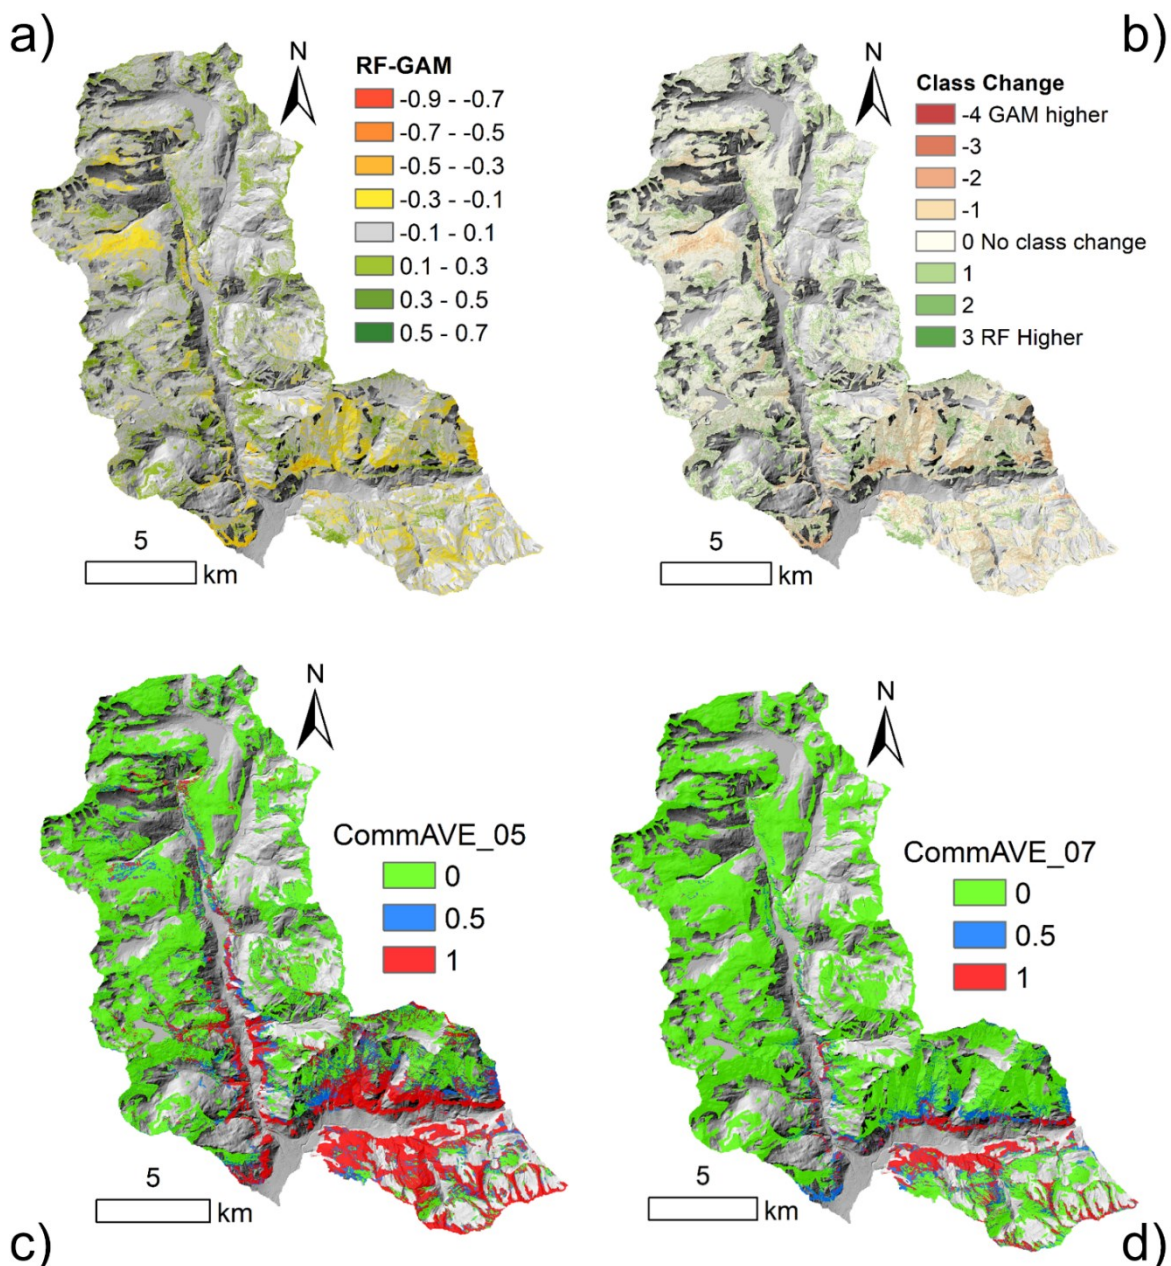 a)
N
RF-GAM
-0.9 - -0.7
-0.7 - -0.5
-0.5 - -0.3
-0.3 - -0.1
-0.1 - 0.1
0.1 - 0.3
0.3 - 0.5
0.5 - 0.7
5
km
b)
N
Class Change
-4 GAM higher
-3
-2
-1
0 No class change
1
2
3 RF Higher
5
km
N
CommAVE_05
0
0.5
1
5
km
c)
N
CommAVE_07
0
0.5
1
5
km
d)